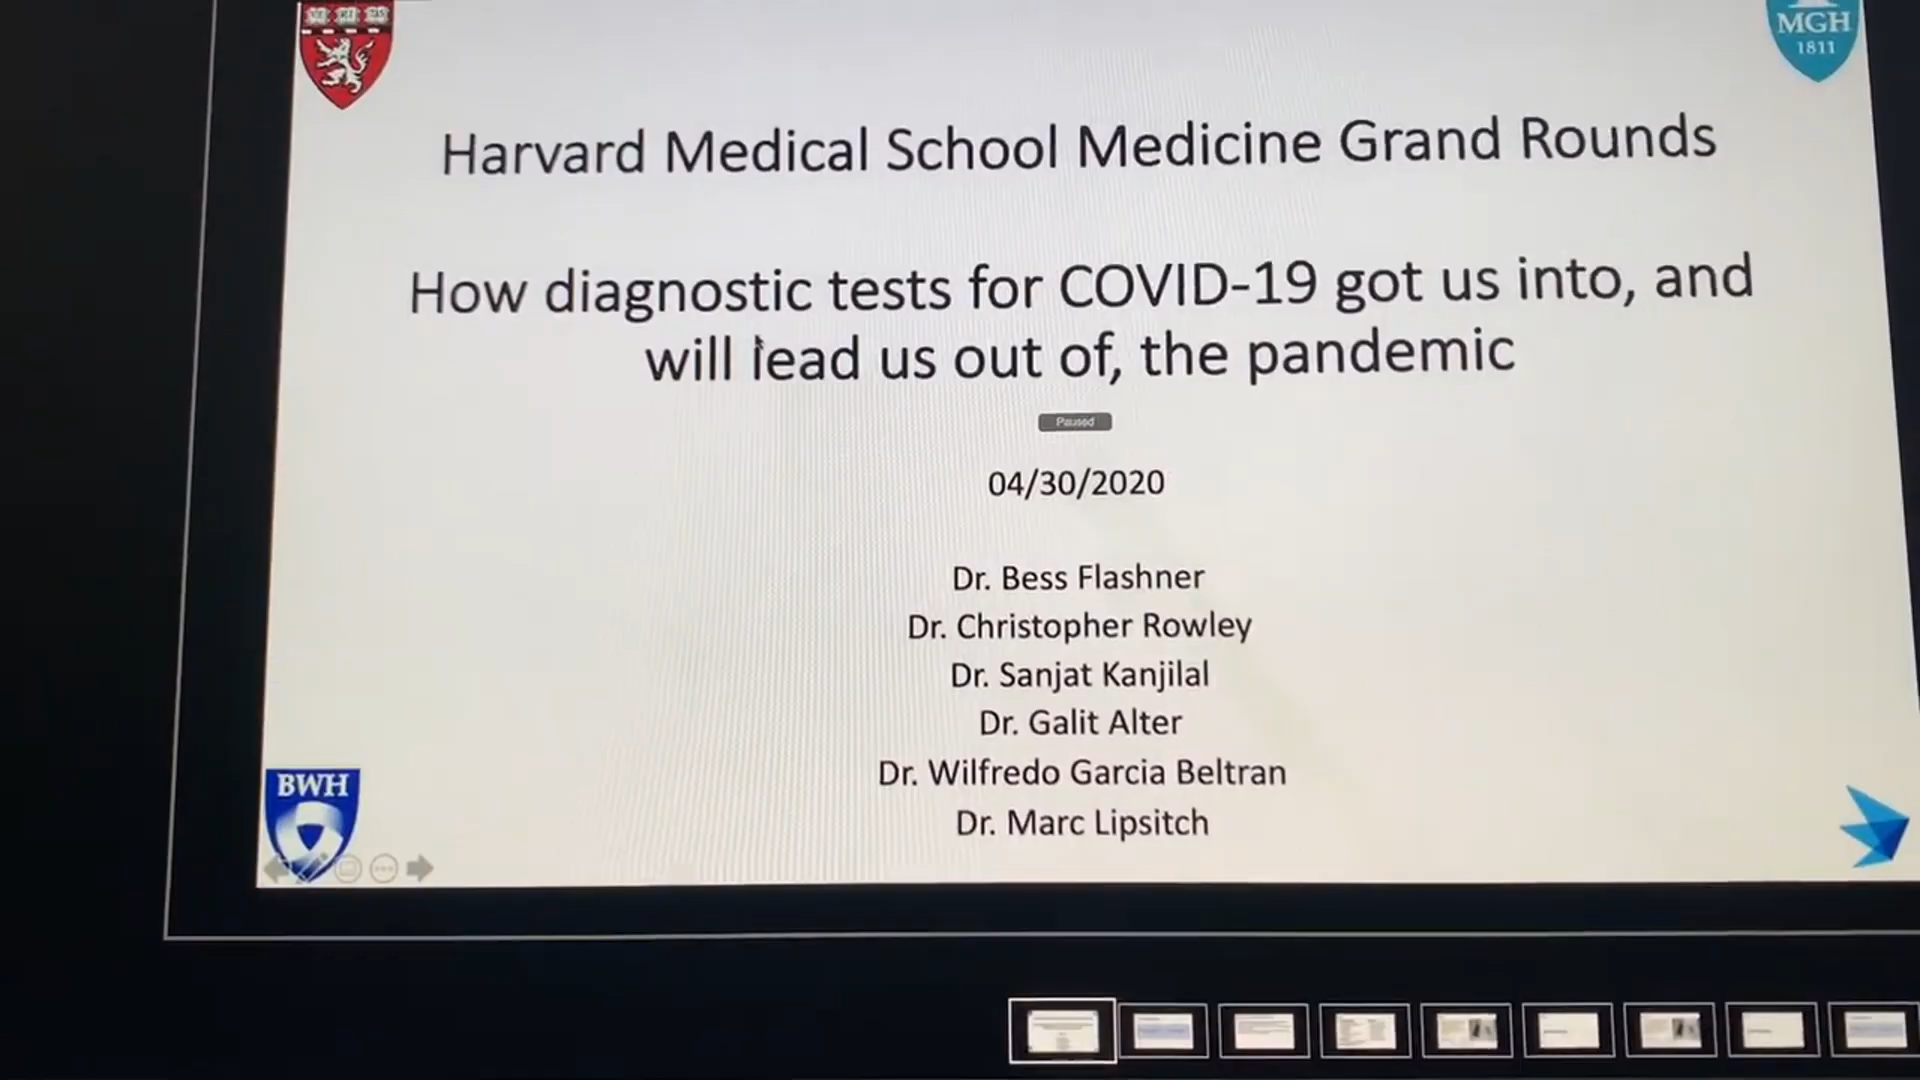 MGH
1811
Harvard Medical School Medicine Grand Rounds
How diagnostic tests for COVID-19 got us into, and
will lead us out of, the pandemic
Paused
04/30/2020
Dr. Bess Flashner
Dr. Christopher Rowley
Dr. Sanjat Kanjilal
Dr. Galit Alter
Dr. Wilfredo Garcia Beltran
Dr. Marc Lipsitch
BWH